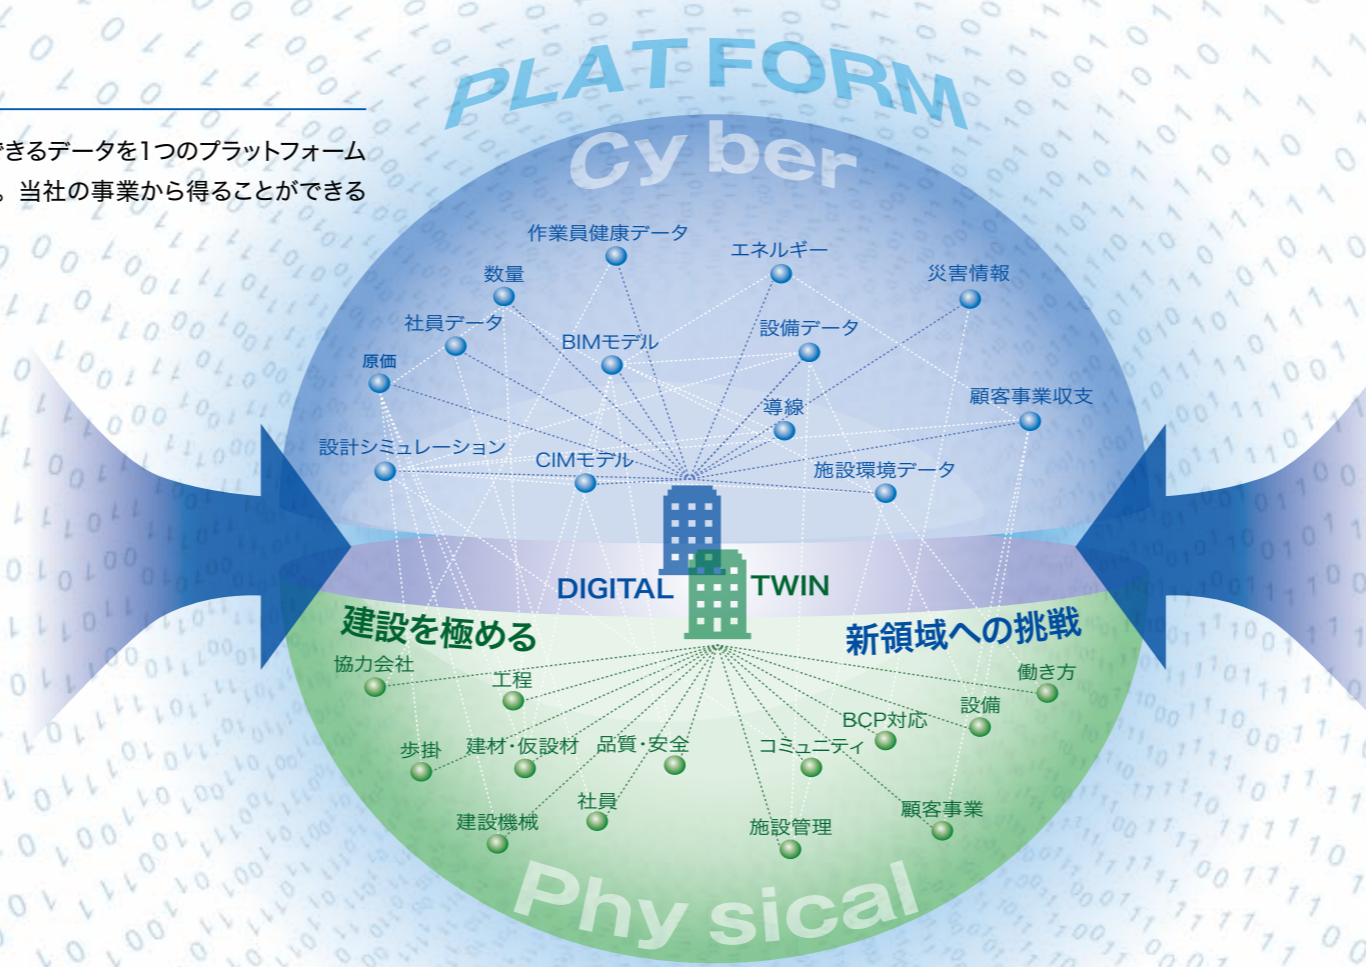 PLATFORM
できるデータを1つのプラットフォーム
。当社の事業から得ることができる
Cyber
作業員健康データ
エネルギー
災害情報
数量
社員データ
BIMモデル
設備データ
原価
導線
顧客事業収支
設計シミュレーション
CIMモデル
施設環境データ
DIGITAL
TWIN
建設を極める
新領域への挑戦
協力会社
工程
働き方
設備
BCP対応
歩掛
建材・仮設材
品質・安全
コミュニティ
社員
建設機械
施設管理
顧客事業
Physical